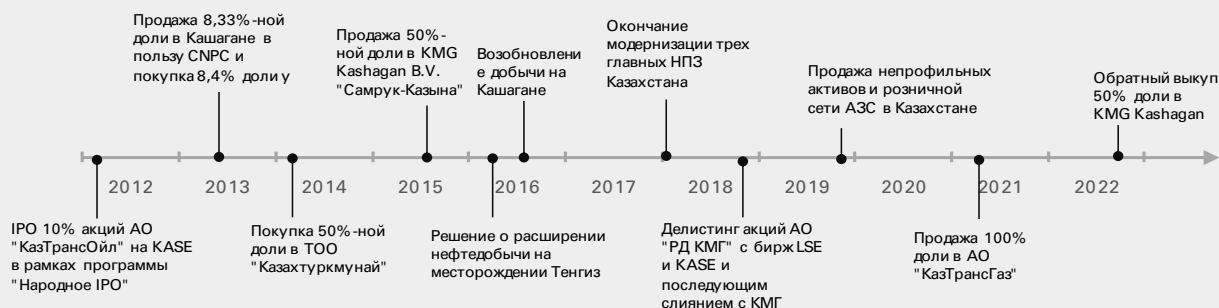 Продажа 8,33%-ной
доли в Кашагане в
пользу CNPC и
покупка 8,4% доли у
Продажа 50%-
ной доли в KMG
Kashagan B.V.
"Самрук-Казына"
Возобновлени
е добычи на
Кашагане
Окончание
модернизации трех
главных НПЗ
Казахстана
Продажа непрофильных
активов и розничной
сети АЗС в Казахстане
Обратный выкуп
50% доли в
KMG Kashagan
2012 2013 2014 2015 2016 2017 2018 2019 2020 2021 2022
IPO 10% акций АО
"КазТрансОйл" на KASE
в рамках программы
"Народное IPO"
Покупка 50%-ной
доли в ТОО
"Казахтуркмунай"
Решение о расширении
нефтедобычи на
месторождении Тенгиз
Делистинг акций АО
"РД КМГ" с бирж LSE
и KASE и
последующим
слиянием с КМГ
Продажа 100%
доли в АО
"КазТрансГаз"